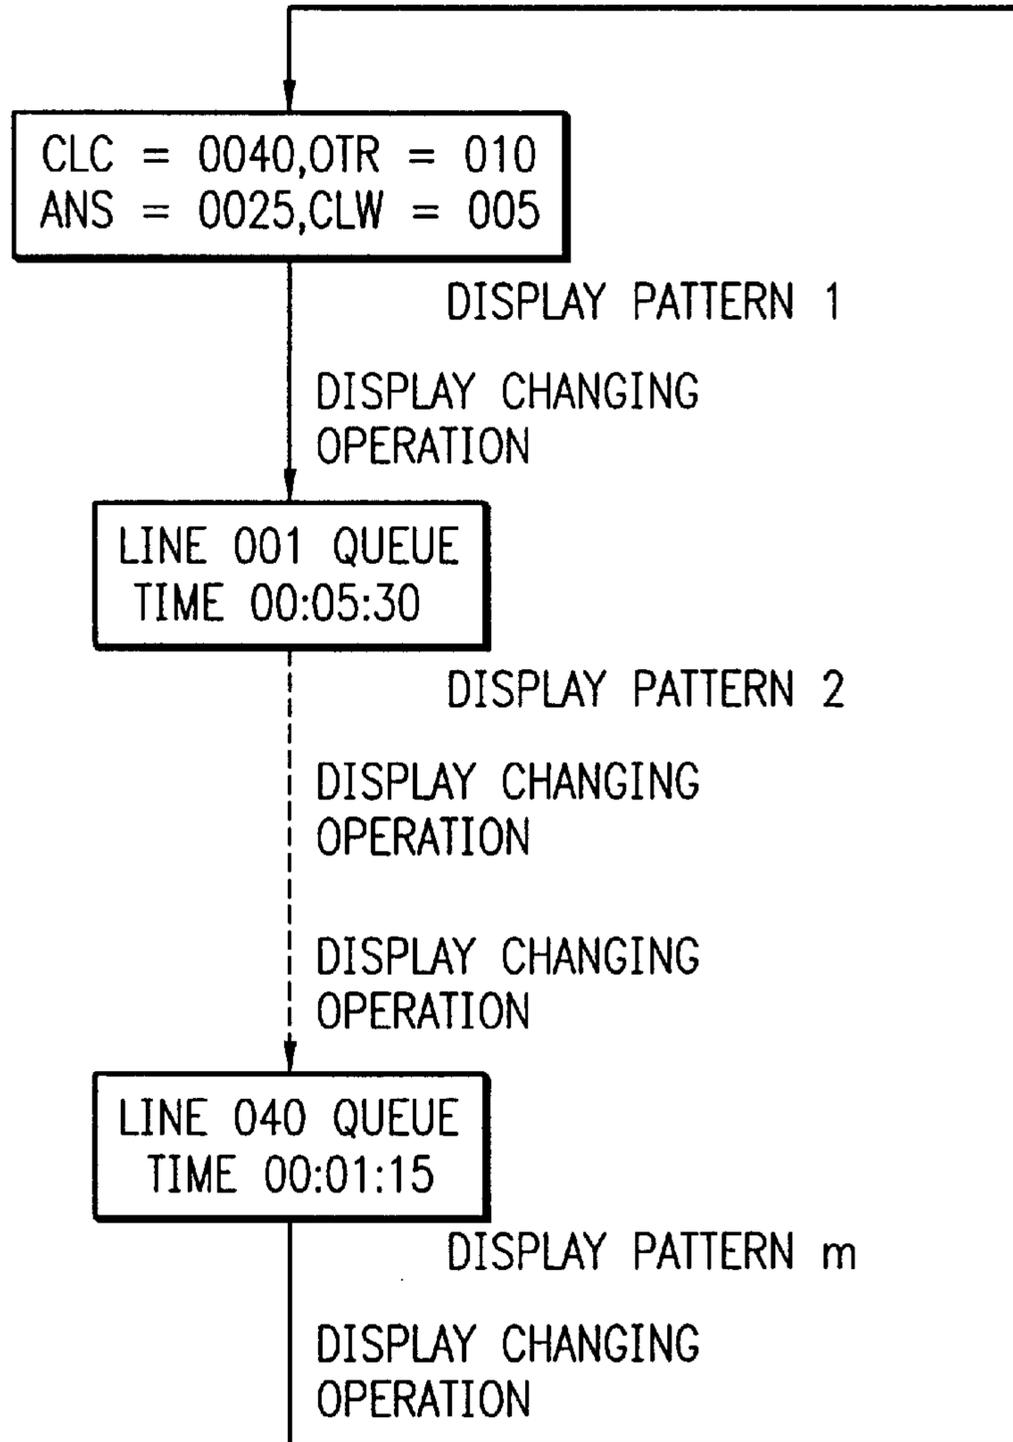 CLC = 0040,OTR = 010
ANS = 0025,CLW = 005
DISPLAY PATTERN 1
DISPLAY CHANGING
OPERATION
LINE 001 QUEUE
TIME 00:05:30
DISPLAY PATTERN 2
DISPLAY CHANGING
OPERATION
DISPLAY CHANGING
OPERATION
LINE 040 QUEUE
TIME 00:01:15
DISPLAY PATTERN m
DISPLAY CHANGING
OPERATION